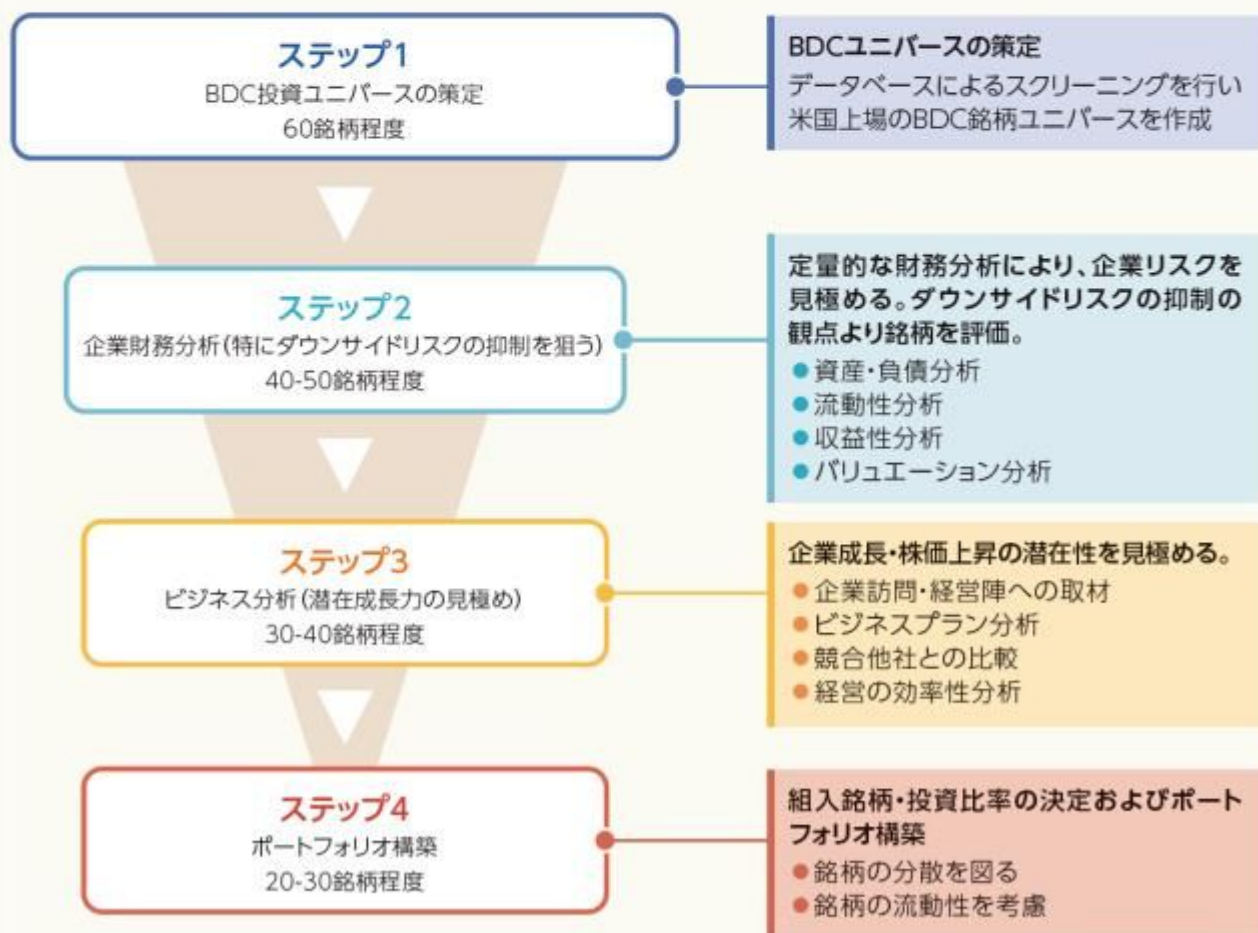 ステップ1
BDC投資ユニバースの策定
60銘柄程度
BDCユニバースの策定
データベースによるスクリーニングを行い
米国上場のBDC銘柄ユニバースを作成
ステップ2
企業財務分析(特にダウンサイドリスクの抑制を狙う)
40-50銘柄程度
定量的な財務分析により、企業リスクを
見極める。ダウンサイドリスクの抑制の
観点より銘柄を評価。
●資産・負債分析
●流動性分析
●収益性分析
●バリュエーション分析
ステップ3
ビジネス分析(潜在成長力の見極め)
30-40銘柄程度
企業成長・株価上昇の潜在性を見極める。
●企業訪問・経営陣への取材
●ビジネスプラン分析
●競合他社との比較
●経営の効率性分析
ステップ4
ポートフォリオ構築
20-30銘柄程度
組入銘柄・投資比率の決定およびポート
フォリオ構築
●銘柄の分散を図る
●銘柄の流動性を考慮